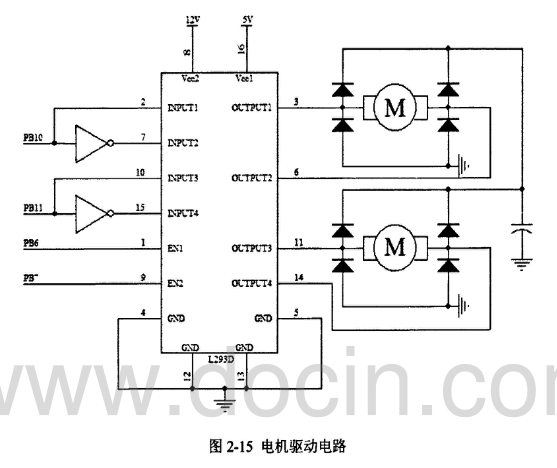 12V
5V
8
16
Vcc2
Vcc1
2
INPUT1
OUTPUT1
3
M
PB10
7
INPUT2
10
INPUT3
OUTPUT2
6
PB11
15
INPUT4
PB6
1
EN1
OUTPUT3
11
M
9
EN2
OUTPUT4
14
4
GND
GND
5
GND
GND
L293D
12
13
www.docin.com
图 2-15 电机驱动电路